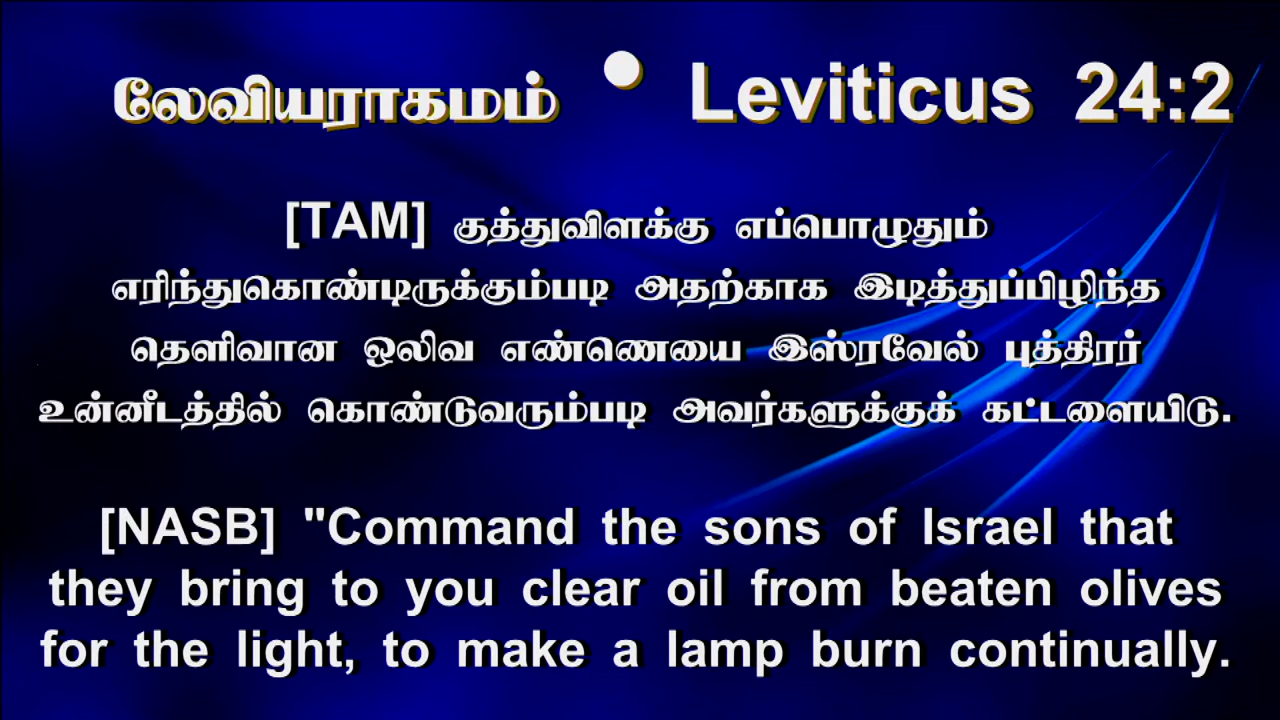 லேவியராகமம் • Leviticus 24:2
[TAM] குத்துவிளக்கு எப்பொழுதும்
எரிந்துகொண்டிருக்கும்படி அதற்காக இடித்துப்பிழிந்த
தெளிவான ஒலிவ எண்ணெயை இஸ்ரவேல் புத்திரர்
உன்னீடத்தில் கொண்டுவரும்படி அவர்களுக்குக் கட்டளையிடு.
[NASB] "Command the sons of Israel that
they bring to you clear oil from beaten olives
for the light, to make a lamp burn continually.